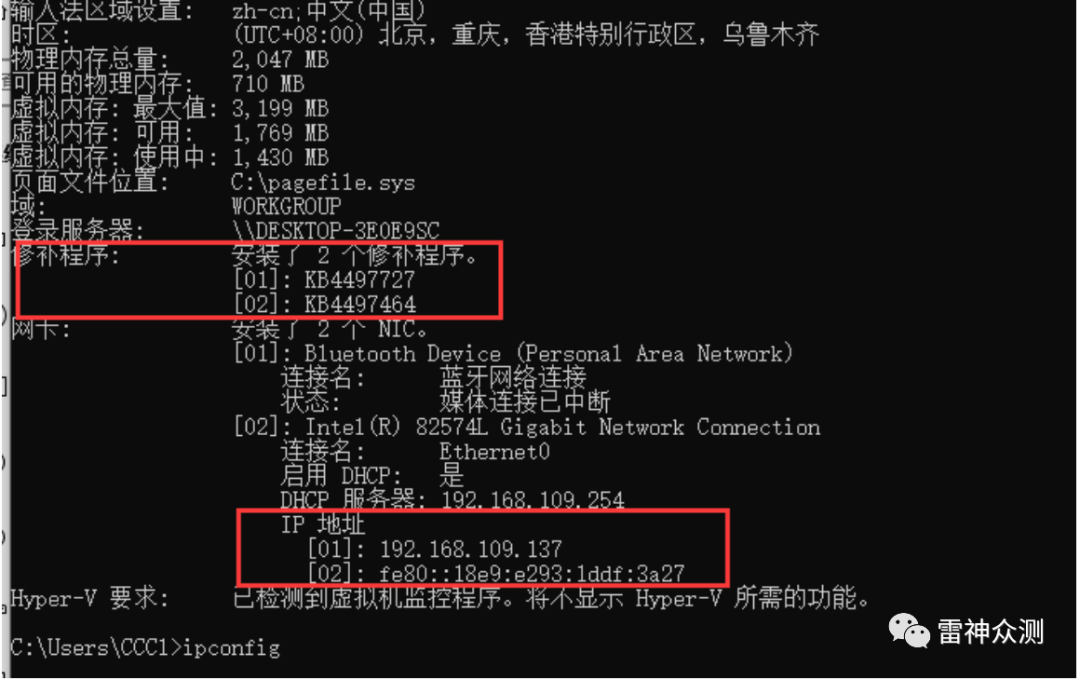 输入法区域设置: zh-cn;中文(中国)
时区: (UTC+08:00) 北京，重庆，香港特别行政区，乌鲁木齐
物理内存总量: 2,047 MB
可用的物理内存: 710 MB
虚拟内存: 最大值: 3,199 MB
虚拟内存: 可用: 1,769 MB
虚拟内存: 使用中: 1,430 MB
页面文件位置: C:\pagefile.sys
域: WORKGROUP
登录服务器: \\DESKTOP-3E0E9SC
修补程序: 安装了 2 个修补程序。
[01]: KB4497727
[02]: KB4497464
网卡: 安装了 2 个 NIC。
[01]: Bluetooth Device (Personal Area Network)
连接名: 蓝牙网络连接
状态: 媒体连接已中断
[02]: Intel(R) 82574L Gigabit Network Connection
连接名: Ethernet0
启用 DHCP: 是
DHCP 服务器: 192.168.109.254
IP 地址
[01]: 192.168.109.137
[02]: fe80::18e9:e293:1ddf:3a27
Hyper-V 要求: 已检测到虚拟机监控程序。将不显示 Hyper-V 所需的功能。
C:\Users\CCC1>ipconfig
雷神众测